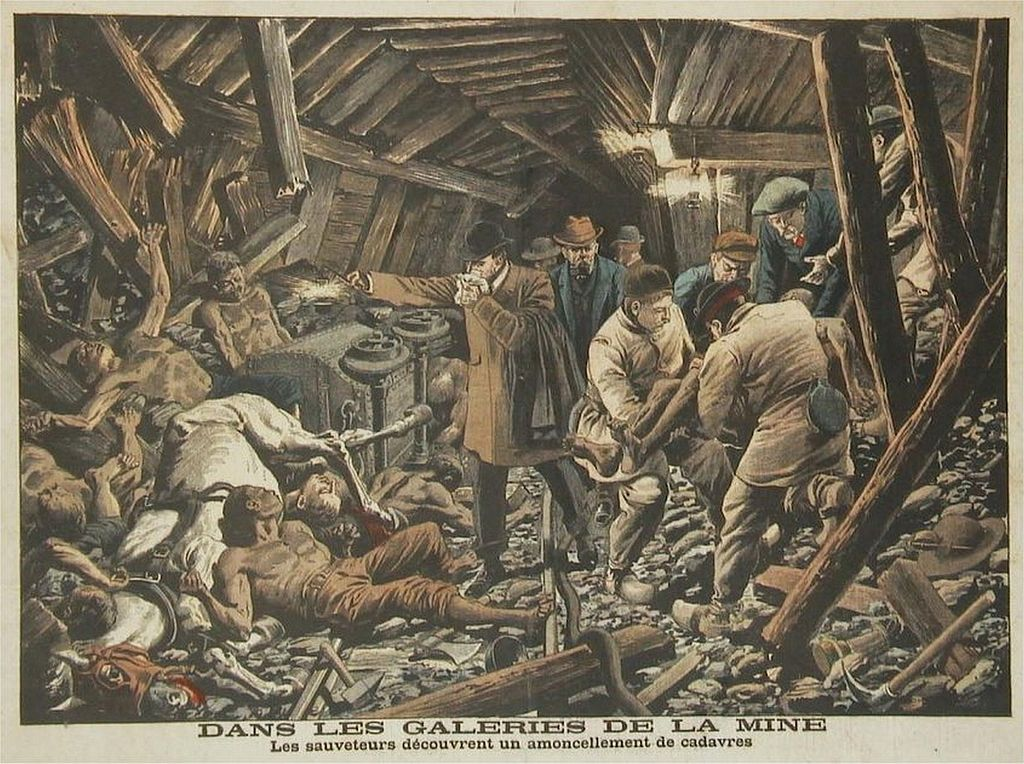 DANS LES GALERIES DE LA MINE
Les sauveteurs découvrent un amoncellement de cadavres